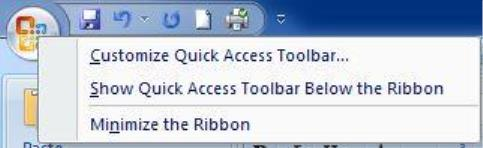 Customize Quick Access Toolbar...
Show Quick Access Toolbar Below the Ribbon
Minimize the Ribbon